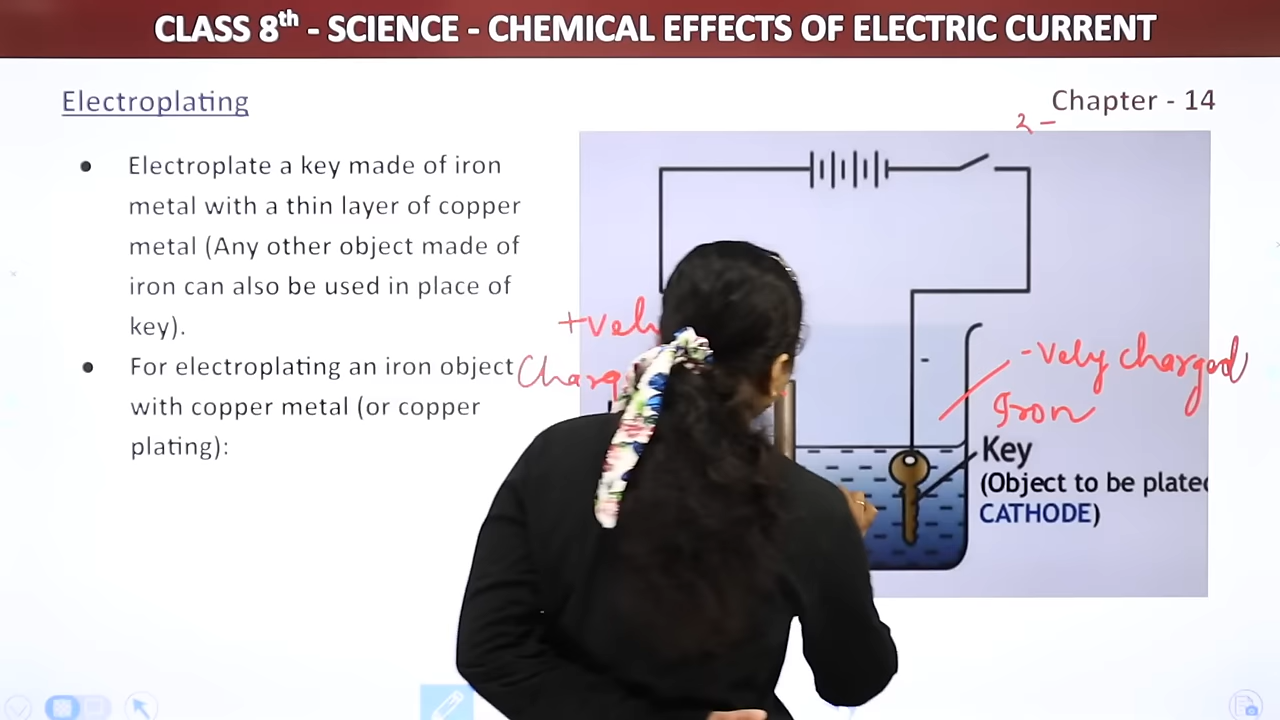 CLASS 8th - SCIENCE - CHEMICAL EFFECTS OF ELECTRIC CURRENT
Electroplating
Chapter - 14
Electroplate a key made of iron
metal with a thin layer of copper
metal (Any other object made of
iron can also be used in place of
key).
For electroplating an iron object
with copper metal (or copper
plating):
+vely
Charg
-vely charged
Iron
Key
(Object to be plated
CATHODE)